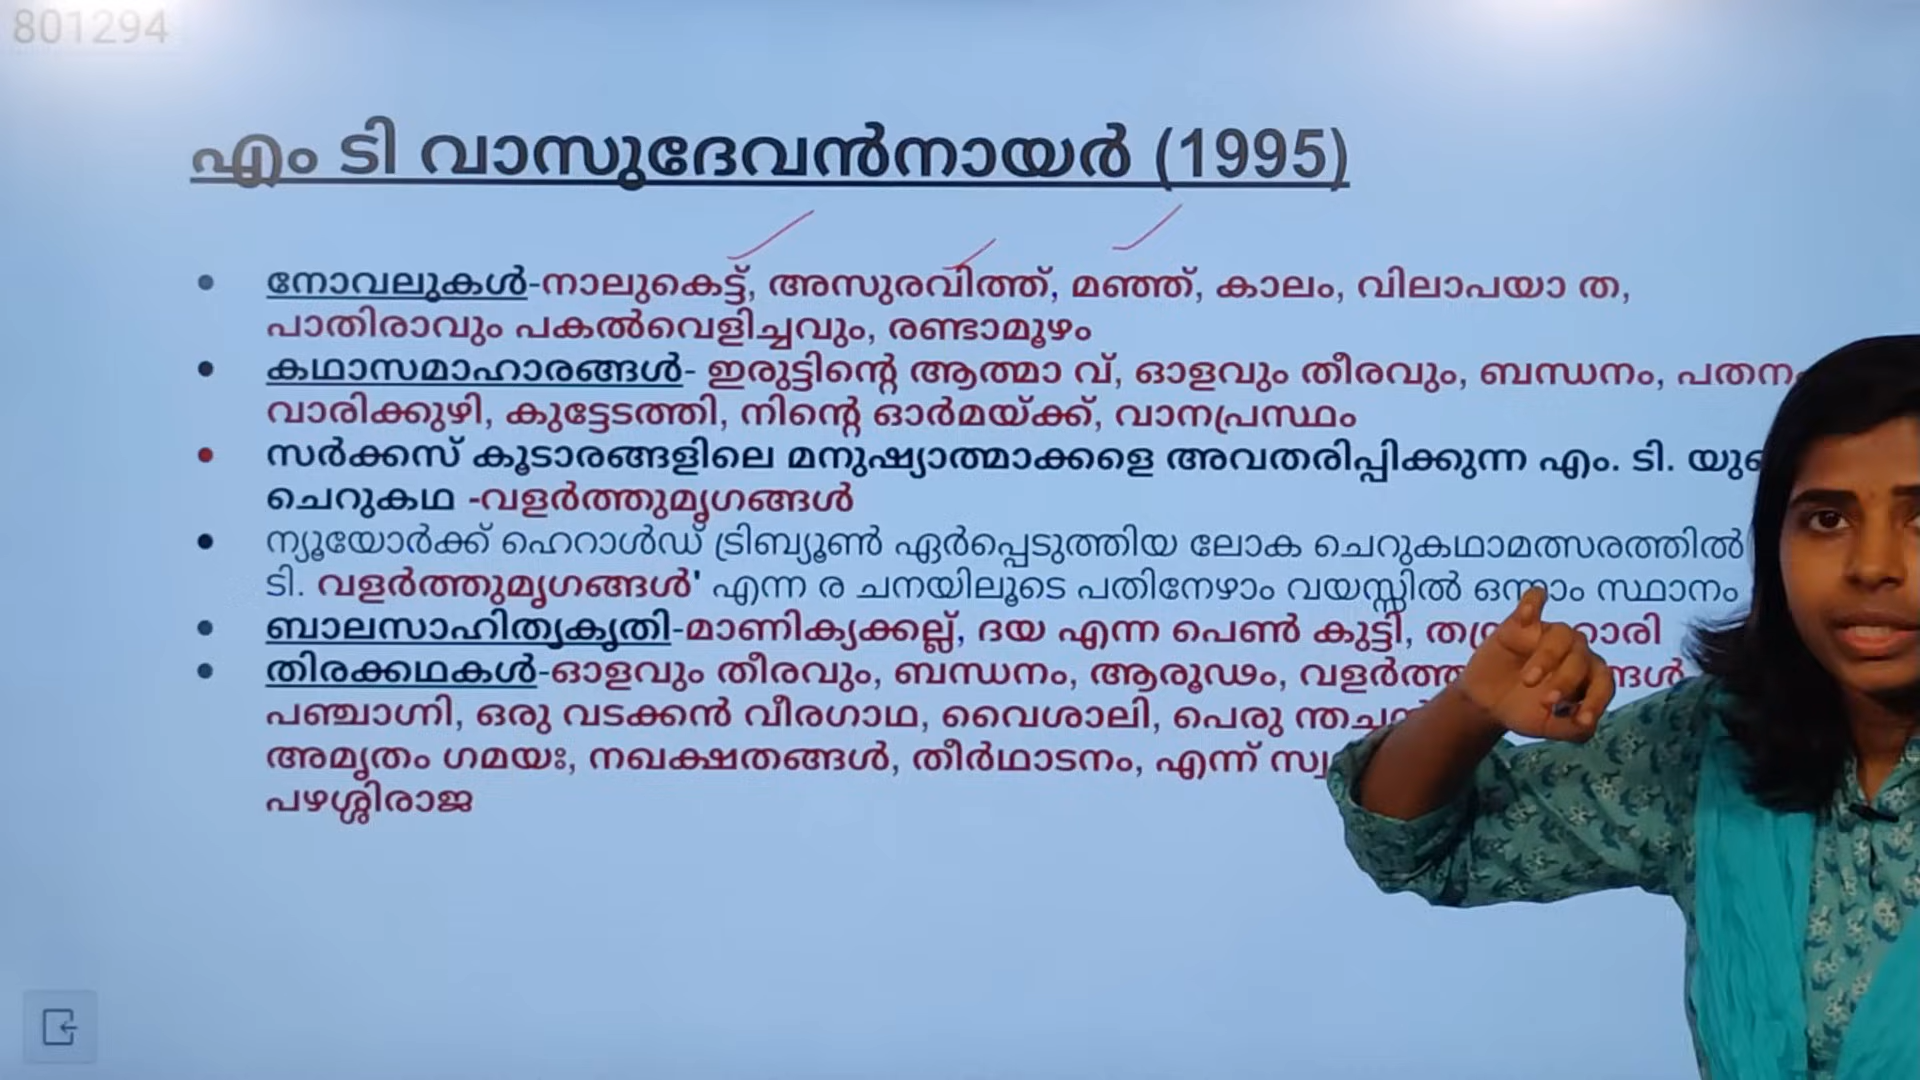 801294
എം ടി വാസുദേവൻനായർ (1995)
നോവലുകൾ-നാലുകെട്ട്, അസുരവിത്ത്, മഞ്ഞ്, കാലം, വിലാപയാ ത,
പാതിരാവും പകൽവെളിച്ചവും, രണ്ടാമൂഴം
കഥാസമാഹാരങ്ങൾ- ഇരുട്ടിന്റെ ആത്മാ വ്, ഓളവും തീരവും, ബന്ധനം,
വാരിക്കുഴി, കുട്ടേടത്തി, നിന്റെ ഓർമയ്ക്ക്, വാനപ്രസ്ഥം
സർക്കസ് കൂടാരങ്ങളിലെ മനുഷ്യാത്മാക്കളെ അവതരിപ്പിക്കുന്ന എം. ടി.
ചെറുകഥ -വളർത്തുമൃഗങ്ങൾ
ന്യൂയോർക്ക് ഹെറാൾഡ് ട്രിബ്യൂൺ ഏർപ്പെടുത്തിയ ലോക ചെറുകഥാമത്സരത്തിൽ
ടി. വളർത്തുമൃഗങ്ങൾ' എന്ന ര ചനയിലൂടെ പതിനേഴാം വയസ്സിൽ ഒന്നാം സ്ഥാനം
ബാലസാഹിത്യകൃതി-മാണിക്യക്കല്ല്, ദയ എന്ന പെൺ കുട്ടി,
തിരക്കഥകൾ-ഓളവും തീരവും, ബന്ധനം, ആരൂഢം,
പഞ്ചാഗ്നി, ഒരു വടക്കൻ വീരഗാഥ, വൈശാലി, പെരു
അമൃതം ഗമയഃ, നഖക്ഷതങ്ങൾ, തീർഥാടനം, എന്ന്
പഴശ്ശിരാജ